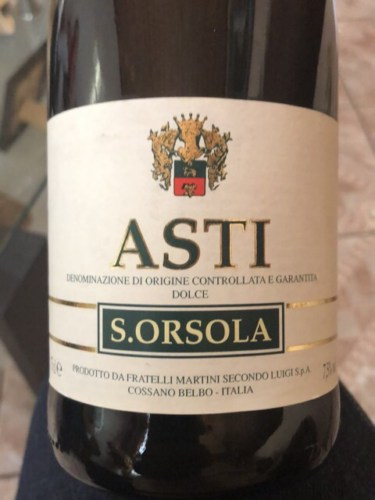 ASTI
DENOMINAZIONE DI ORIGINE CONTROLLATA E GARANTITA
DOLCE
S.ORSOLA
PRODOTTO DA FRATELLI MARTINI SECONDO LUIGI S.p.A.
COSSANO BELBO - ITALIA